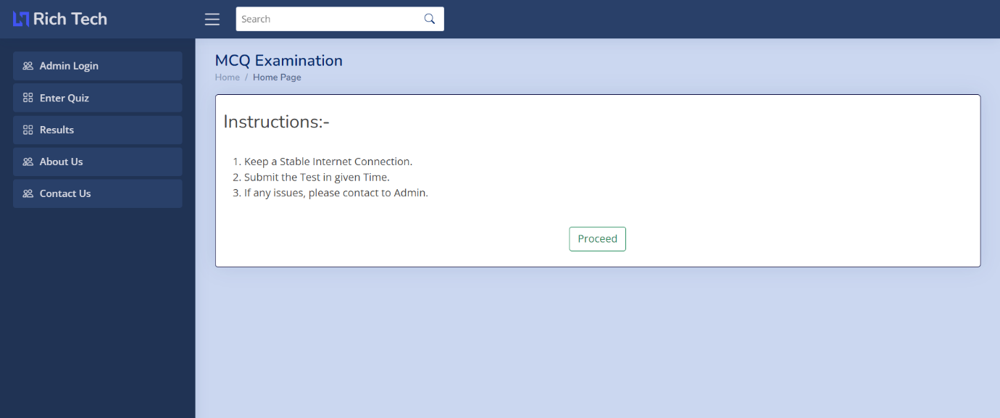 Rich Tech
Search
Admin Login
Enter Quiz
Results
About Us
Contact Us
MCQ Examination
Home / Home Page
Instructions:-
1. Keep a Stable Internet Connection.
2. Submit the Test in given Time.
3. If any issues, please contact to Admin.
Proceed